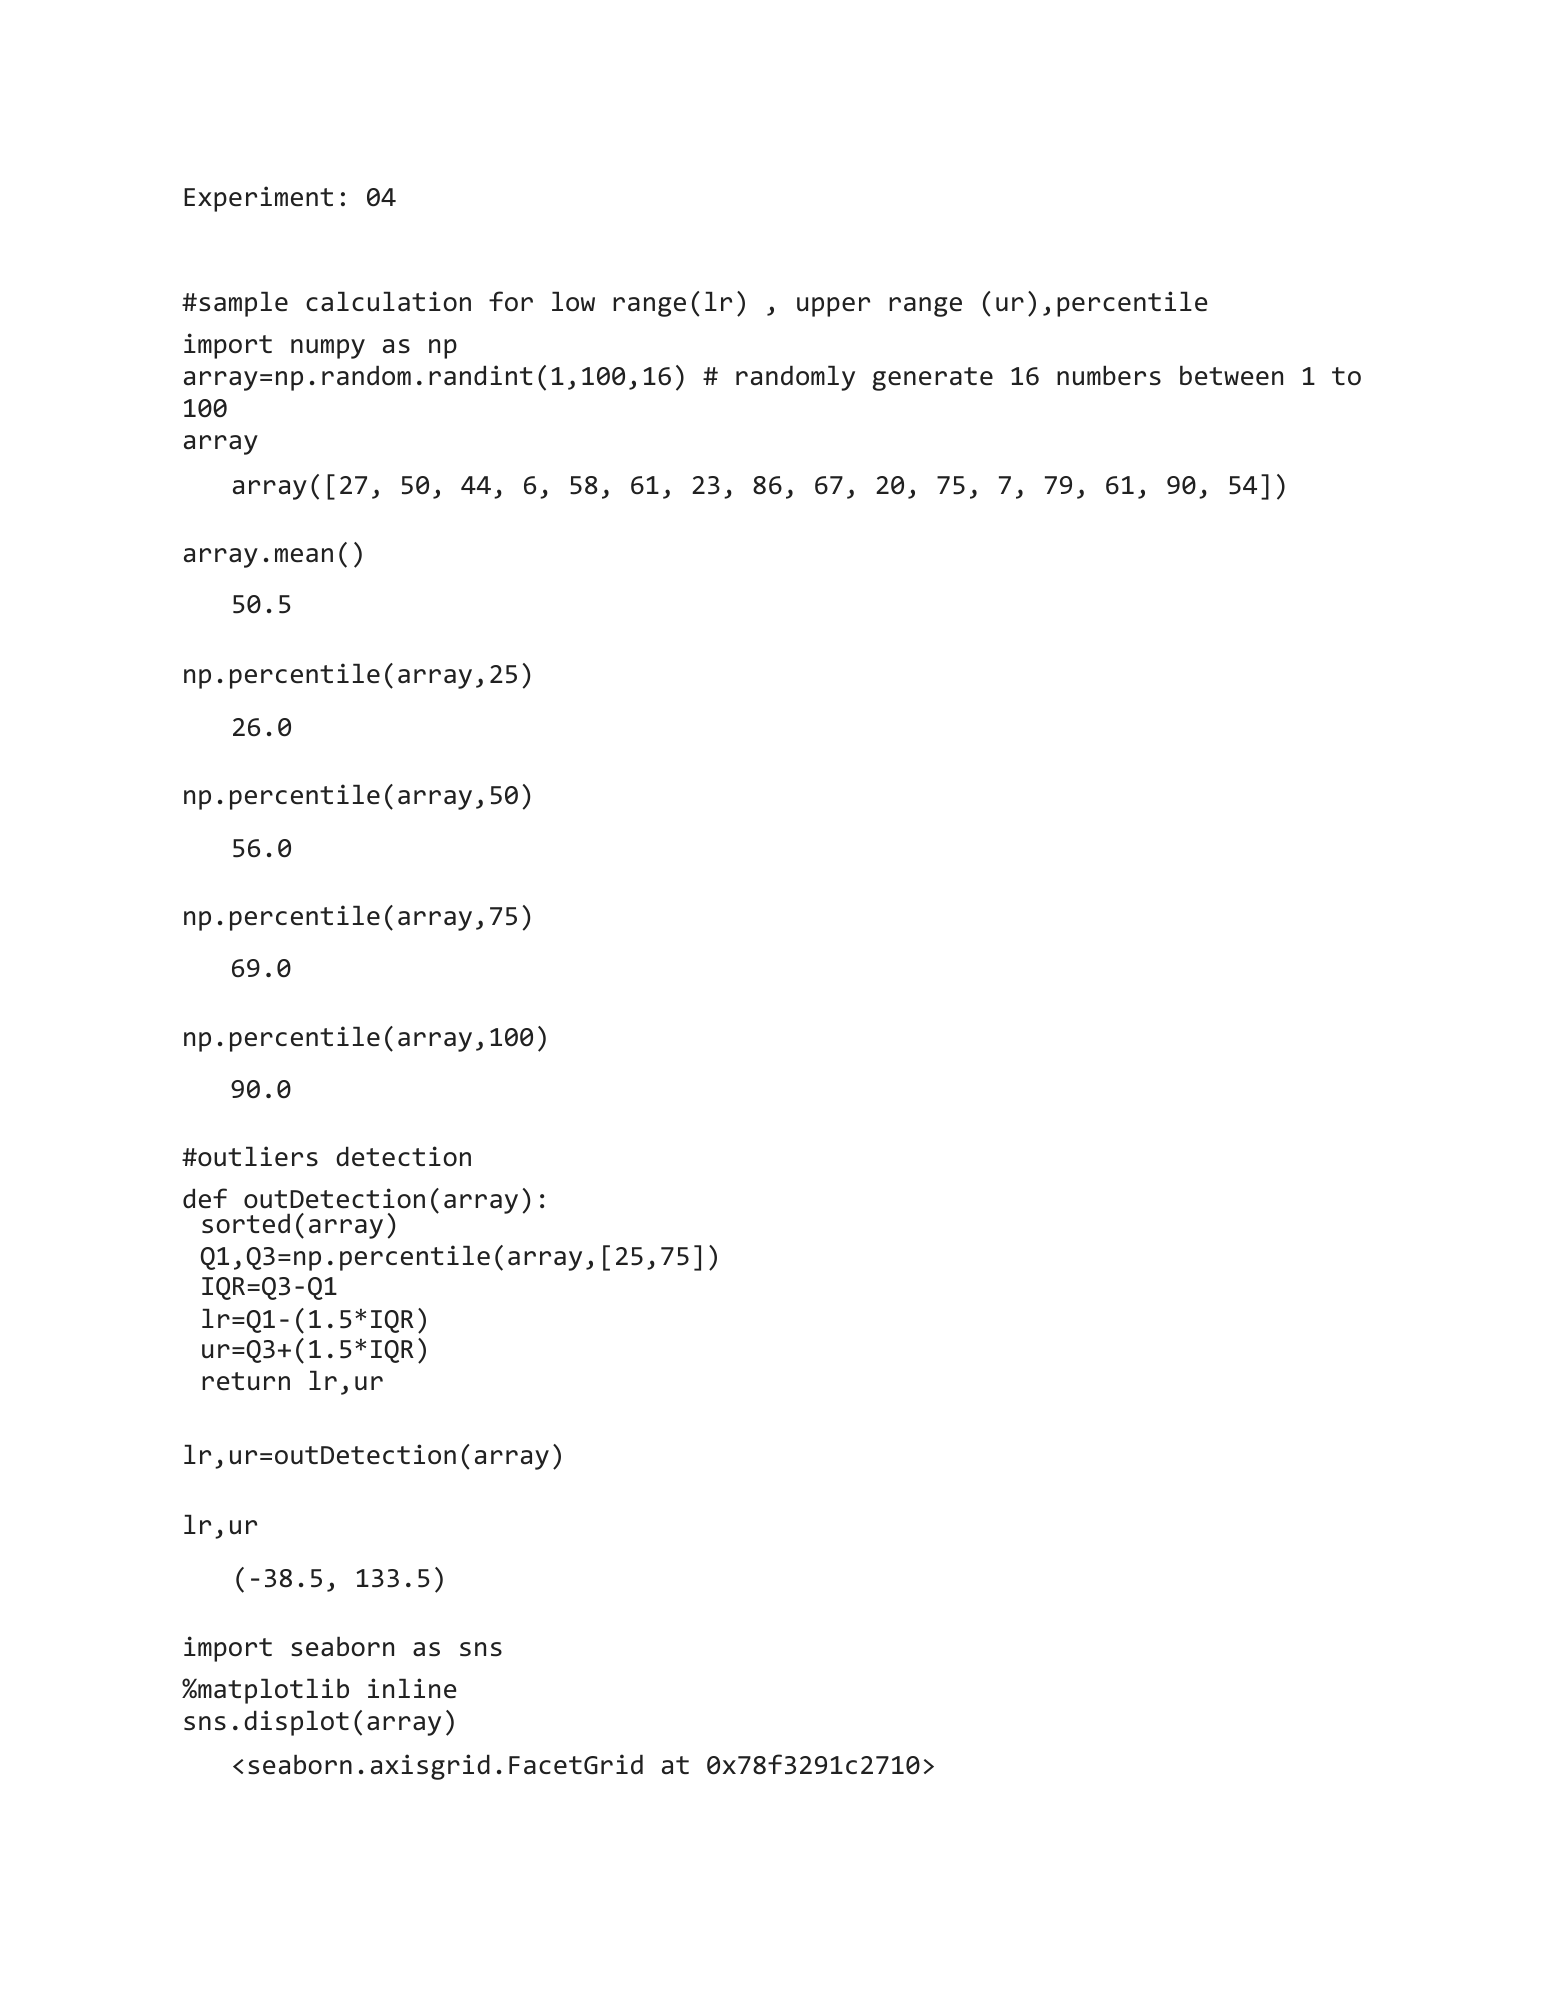 Experiment: 04
#sample calculation for low range(lr) , upper range (ur),percentile
import numpy as np
array=np.random.randint(1,100,16) # randomly generate 16 numbers between 1 to
100
array
array([27, 50, 44, 6, 58, 61, 23, 86, 67, 20, 75, 7, 79, 61, 90, 54])
array.mean()
50.5
np.percentile(array,25)
26.0
np.percentile(array,50)
56.0
np.percentile(array,75)
69.0
np.percentile(array,100)
90.0
#outliers detection
def outDetection(array):
sorted(array)
Q1,Q3=np.percentile(array,[25,75])
IQR=Q3-Q1
lr=Q1-(1.5*IQR)
ur=Q3+(1.5*IQR)
return lr,ur
lr,ur=outDetection(array)
lr,ur
(-38.5, 133.5)
import seaborn as sns
%matplotlib inline
sns.displot(array)
<seaborn.axisgrid.FacetGrid at 0x78f3291c2710>